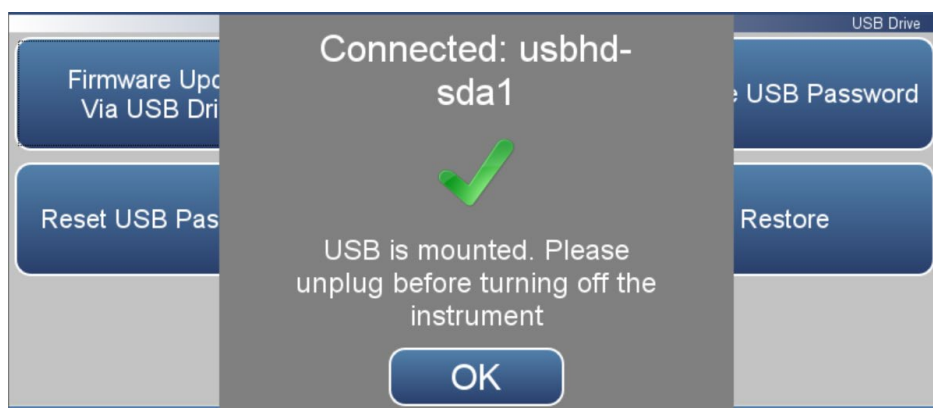 USB Drive
Connected: usbhd-
sda1
Firmware Upd
Via USB Dri
USB Password
USB is mounted. Please
unplug before turning off the
instrument
Reset USB Pas
Restore
OK